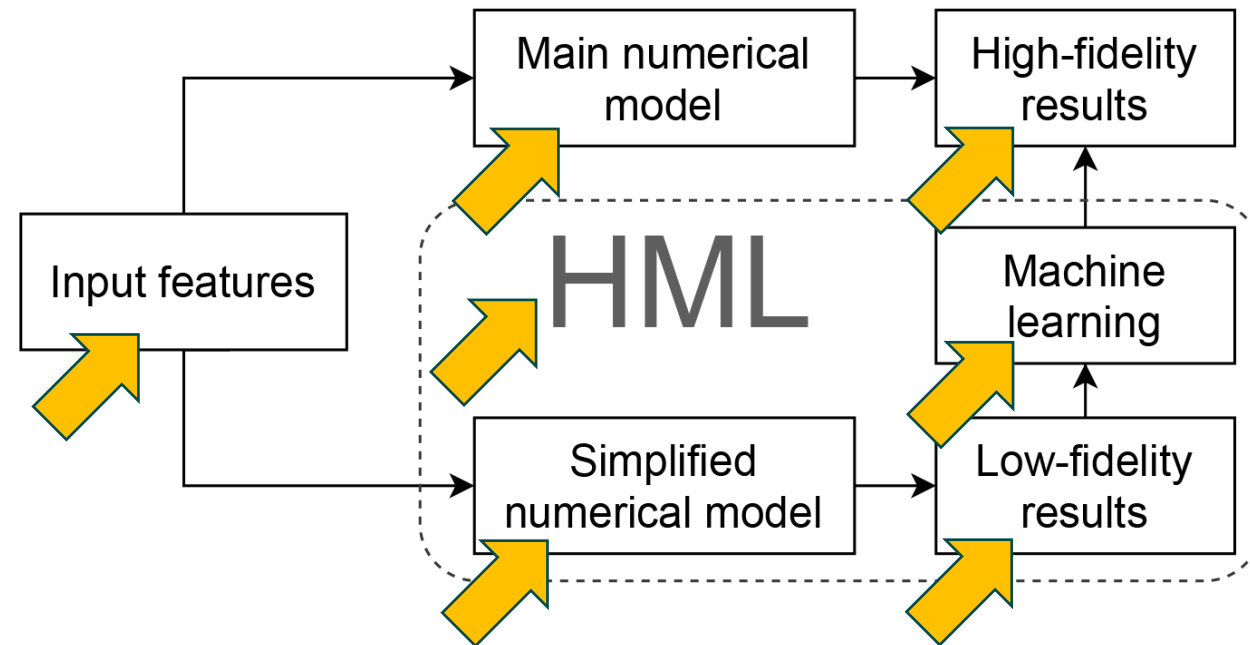 Main numerical
model
High-fidelity
results
Input features
HML
Machine
learning
Simplified
numerical model
Low-fidelity
results